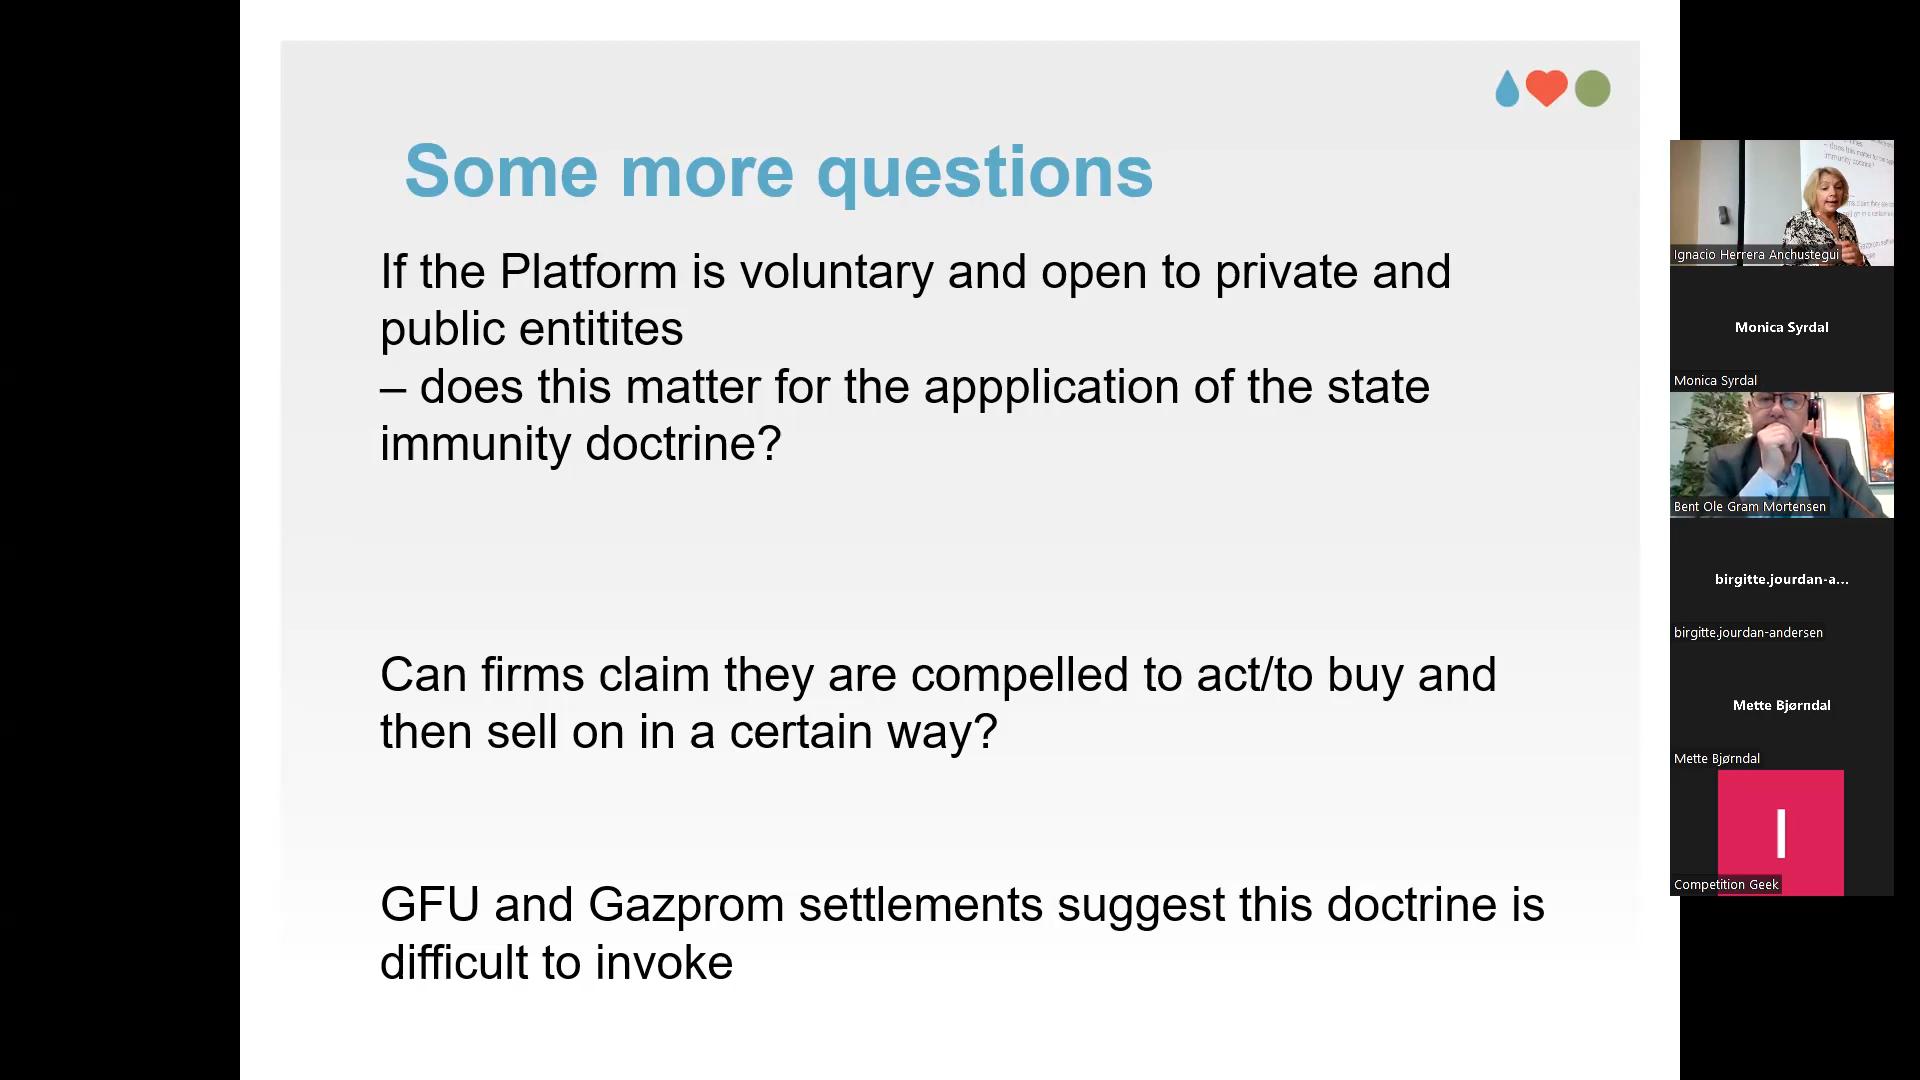 Some more questions
If the Platform is voluntary and open to private and
public entitites
– does this matter for the appplication of the state
immunity doctrine?
Can firms claim they are compelled to act/to buy and
then sell on in a certain way?
GFU and Gazprom settlements suggest this doctrine is
difficult to invoke
Ignacio Herrera Anchustegui
Monica Syrdal
Monica Syrdal
Bent Ole Gram Mortensen
birgitte.jourdan-a...
birgitte.jourdan-andersen
Mette Bjørndal
Mette Bjørndal
I
Competition Geek